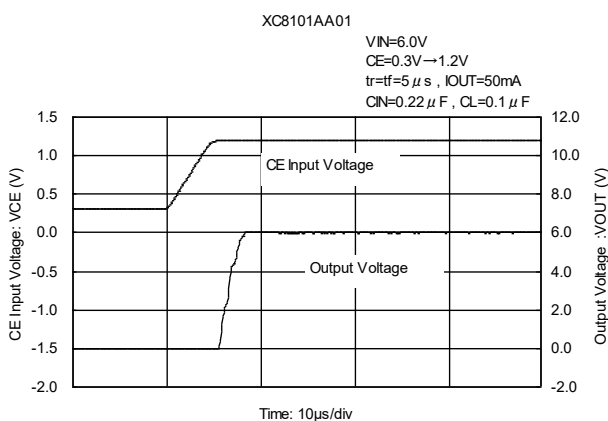 XC8101AA01
VIN=6.0V
CE=0.3V→1.2V
tr=tf=5μs , IOUT=50mA
CIN=0.22μF , CL=0.1μF
CE Input Voltage: VCE (V)
1.5
1.0
0.5
0.0
-0.5
-1.0
-1.5
-2.0
CE Input Voltage
Output Voltage
12.0
10.0
8.0
6.0
4.0
2.0
0.0
-2.0
Output Voltage :VOUT (V)
Time: 10μs/div